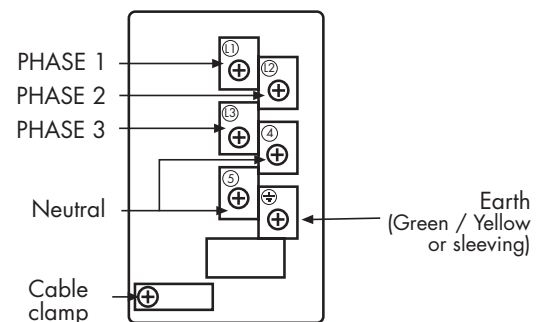 L1
PHASE 1
L2
PHASE 2
L3
PHASE 3
4
5
Neutral
Earth
(Green / Yellow
or sleeving)
Cable
clamp